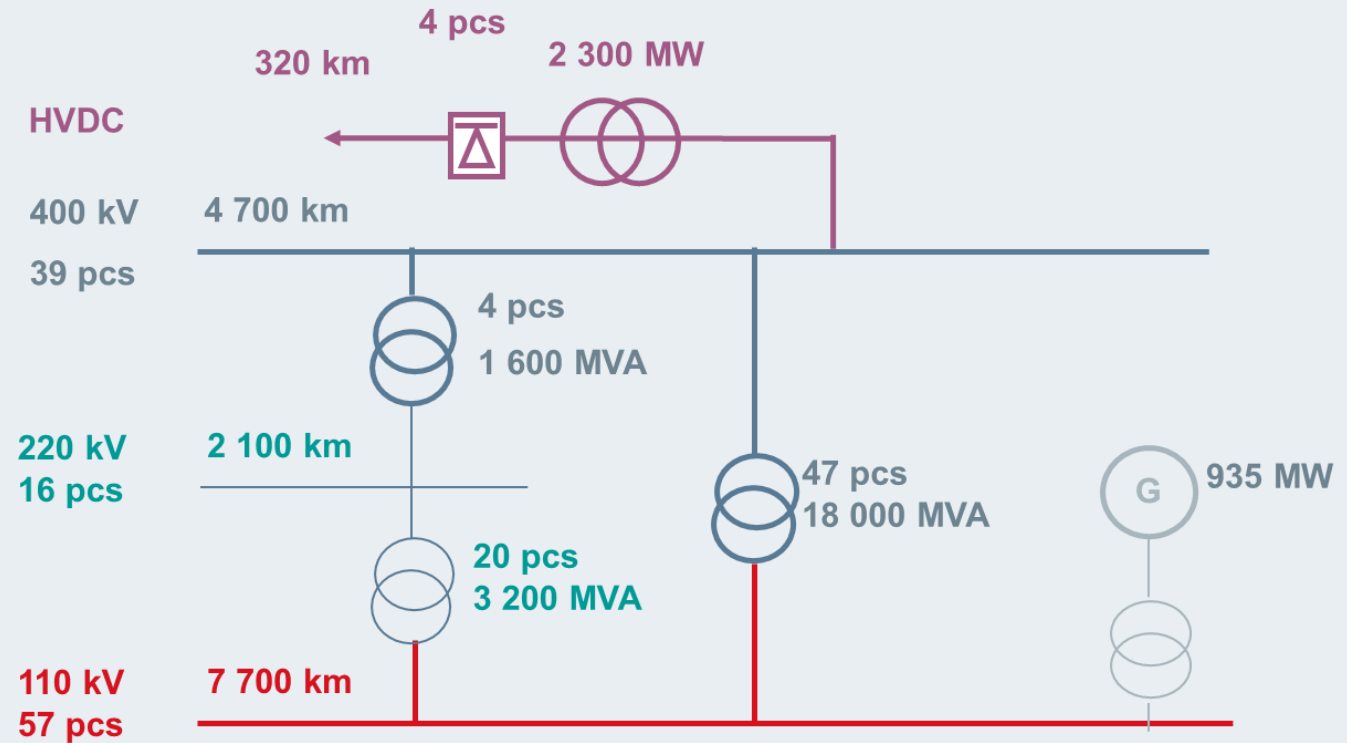 4 pcs
320 km
2 300 MW
HVDC
400 kV
4 700 km
39 pcs
4 pcs
1 600 MVA
220 kV
2 100 km
16 pcs
47 pcs
18 000 MVA
G
935 MW
20 pcs
3 200 MVA
110 kV
7 700 km
57 pcs